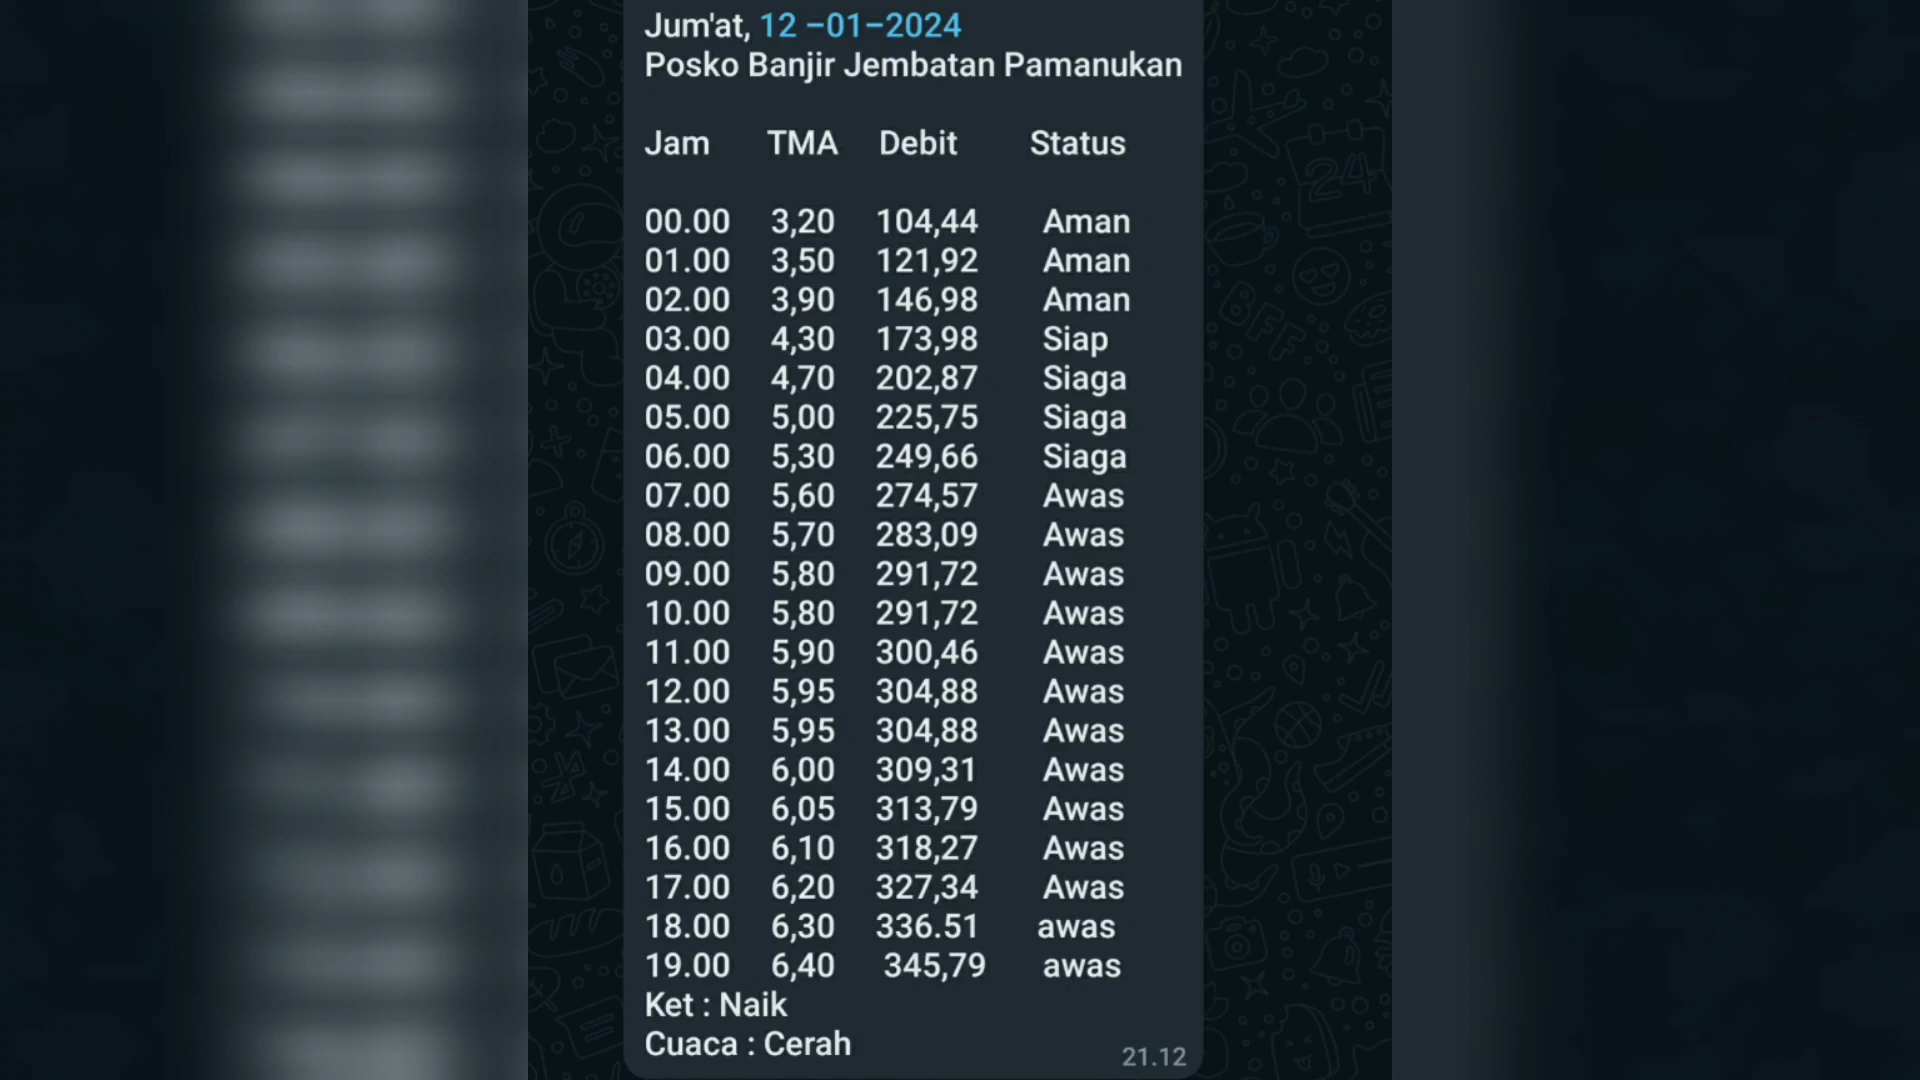 Jum'at, 12 –01–2024
Posko Banjir Jembatan Pamanukan
Jam TMA Debit Status
00.00 3,20 104,44 Aman
01.00 3,50 121,92 Aman
02.00 3,90 146,98 Aman
03.00 4,30 173,98 Siap
04.00 4,70 202,87 Siaga
05.00 5,00 225,75 Siaga
06.00 5,30 249,66 Siaga
07.00 5,60 274,57 Awas
08.00 5,70 283,09 Awas
09.00 5,80 291,72 Awas
10.00 5,80 291,72 Awas
11.00 5,90 300,46 Awas
12.00 5,95 304,88 Awas
13.00 5,95 304,88 Awas
14.00 6,00 309,31 Awas
15.00 6,05 313,79 Awas
16.00 6,10 318,27 Awas
17.00 6,20 327,34 Awas
18.00 6,30 336.51 awas
19.00 6,40 345,79 awas
Ket : Naik
Cuaca : Cerah
21.12